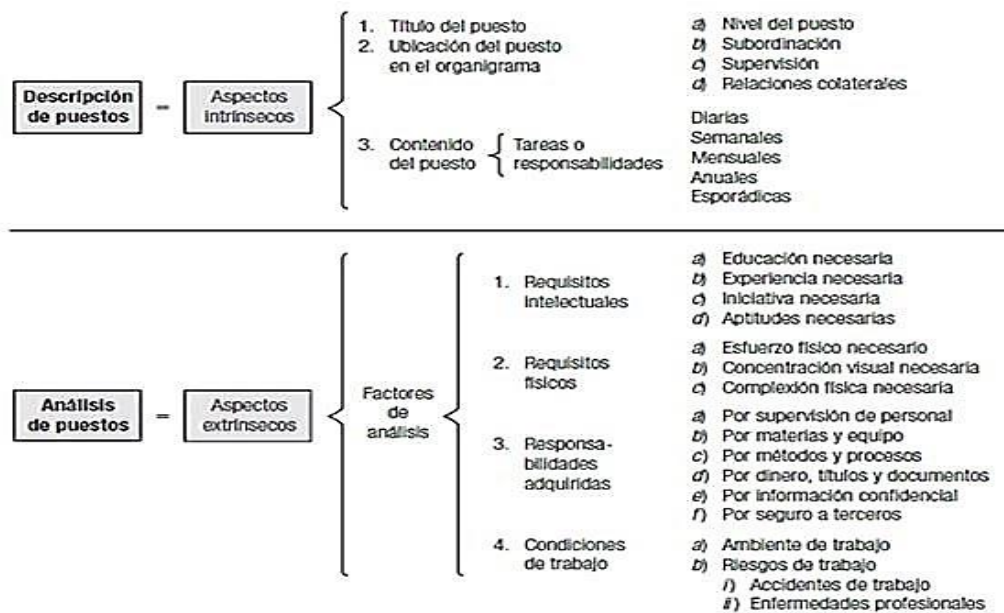 Descripción
de puestos
=
Aspectos
intrínsecos
1. Título del puesto
2. Ubicación del puesto
en el organigrama
a) Nivel del puesto
b) Subordinación
c) Supervisión
d) Relaciones colaterales
3. Contenido
del puesto
Tareas o
responsabilidades
Diarias
Semanales
Mensuales
Anuales
Esporádicas
Análisis
de puestos
=
Aspectos
extrínsecos
Factores
de
análisis
1. Requisitos
intelectuales
a) Educación necesaria
b) Experiencia necesaria
c) Iniciativa necesaria
d) Aptitudes necesarias
2. Requisitos
físicos
a) Esfuerzo físico necesario
b) Concentración visual necesaria
c) Complexión física necesaria
3. Responsa-
bilidades
adquiridas
a) Por supervisión de personal
b) Por materias y equipo
c) Por métodos y procesos
d) Por dinero, títulos y documentos
e) Por información confidencial
f) Por seguro a terceros
4. Condiciones
de trabajo
a) Ambiente de trabajo
b) Riesgos de trabajo
i) Accidentes de trabajo
ii) Enfermedades profesionales